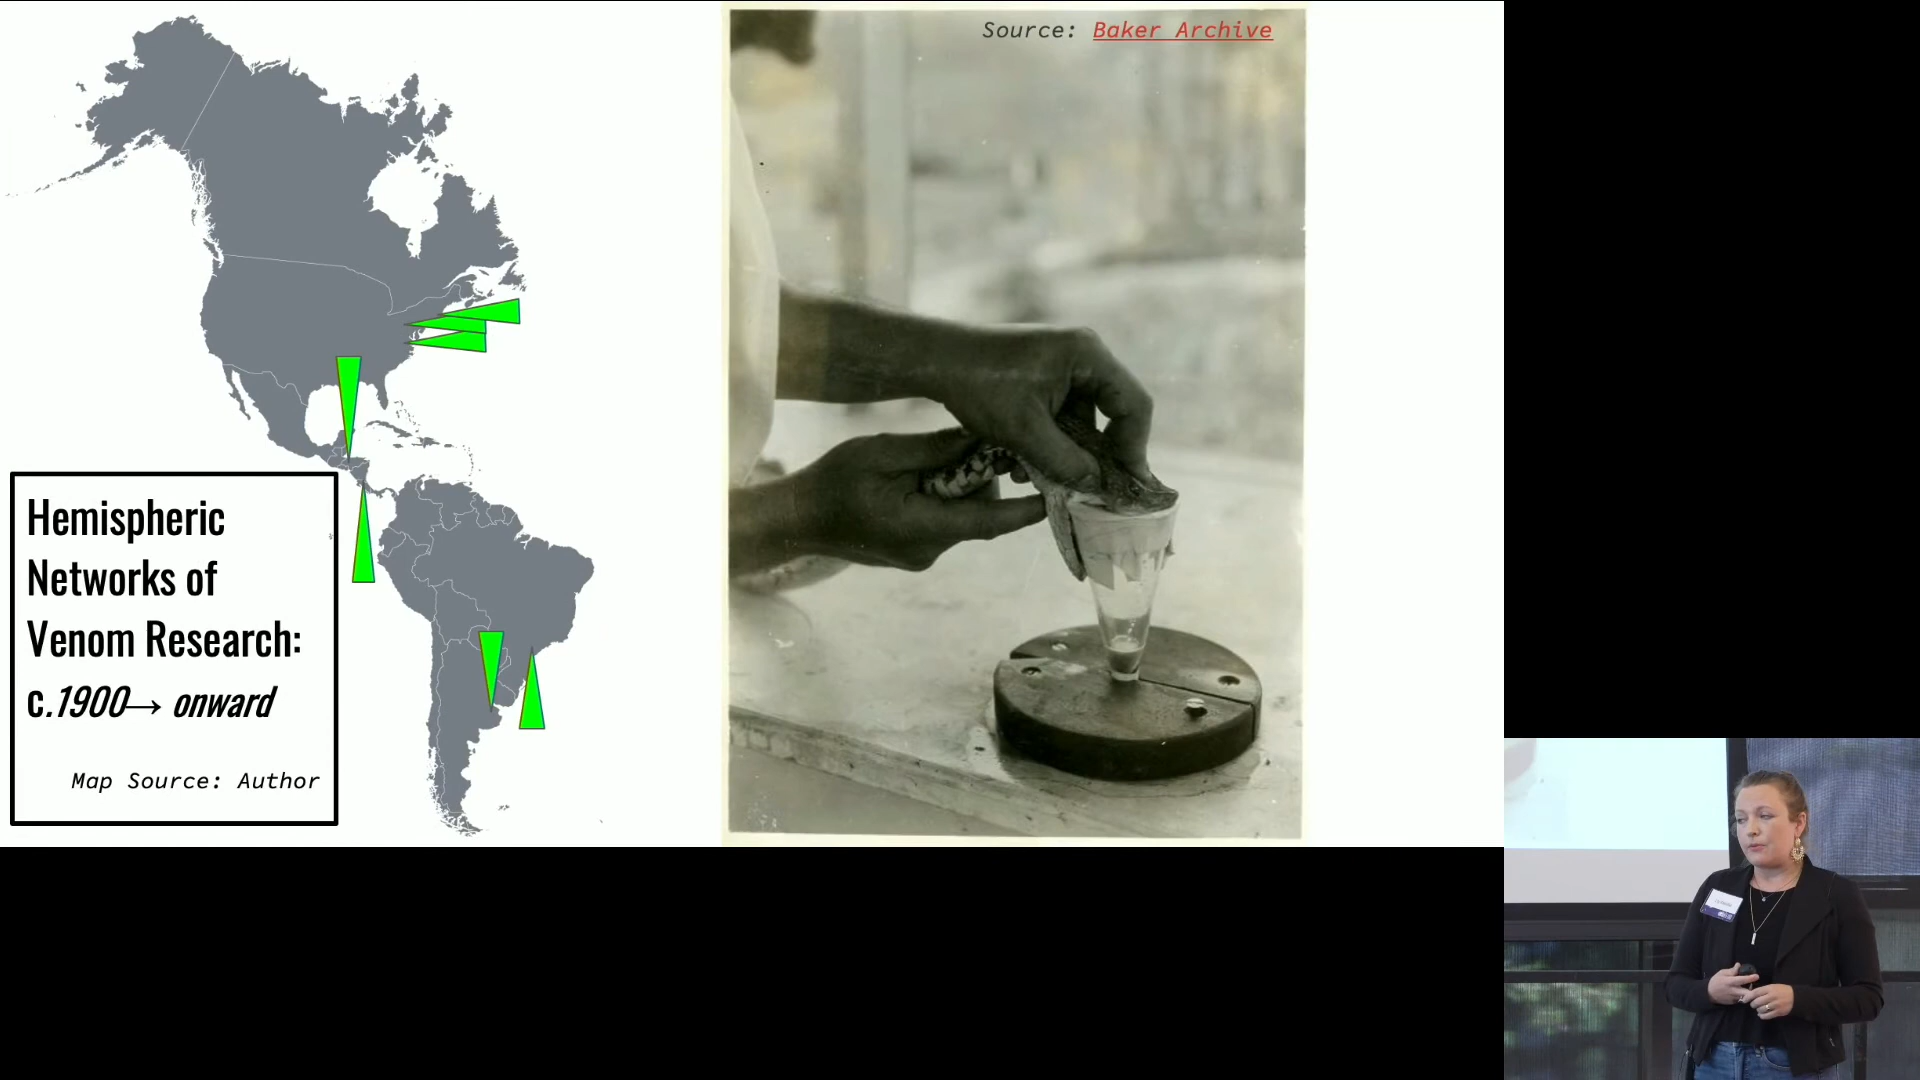 Source: Baker Archive
Hemispheric
Networks of
Venom Research:
c.1900→ onward
Map Source: Author